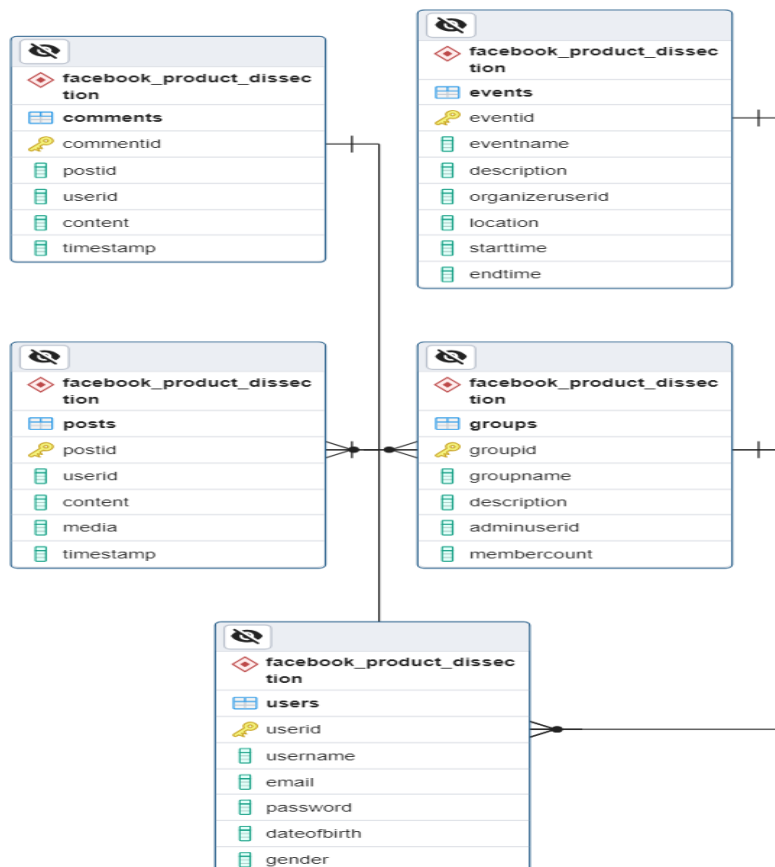 facebook_product_dissec
tion
comments
commentid
postid
userid
content
timestamp
facebook_product_dissec
tion
events
eventid
eventname
description
organizeruserid
location
starttime
endtime
facebook_product_dissec
tion
posts
postid
userid
content
media
timestamp
facebook_product_dissec
tion
groups
groupid
groupname
description
adminuserid
membercount
facebook_product_dissec
tion
users
userid
username
email
password
dateofbirth
gender